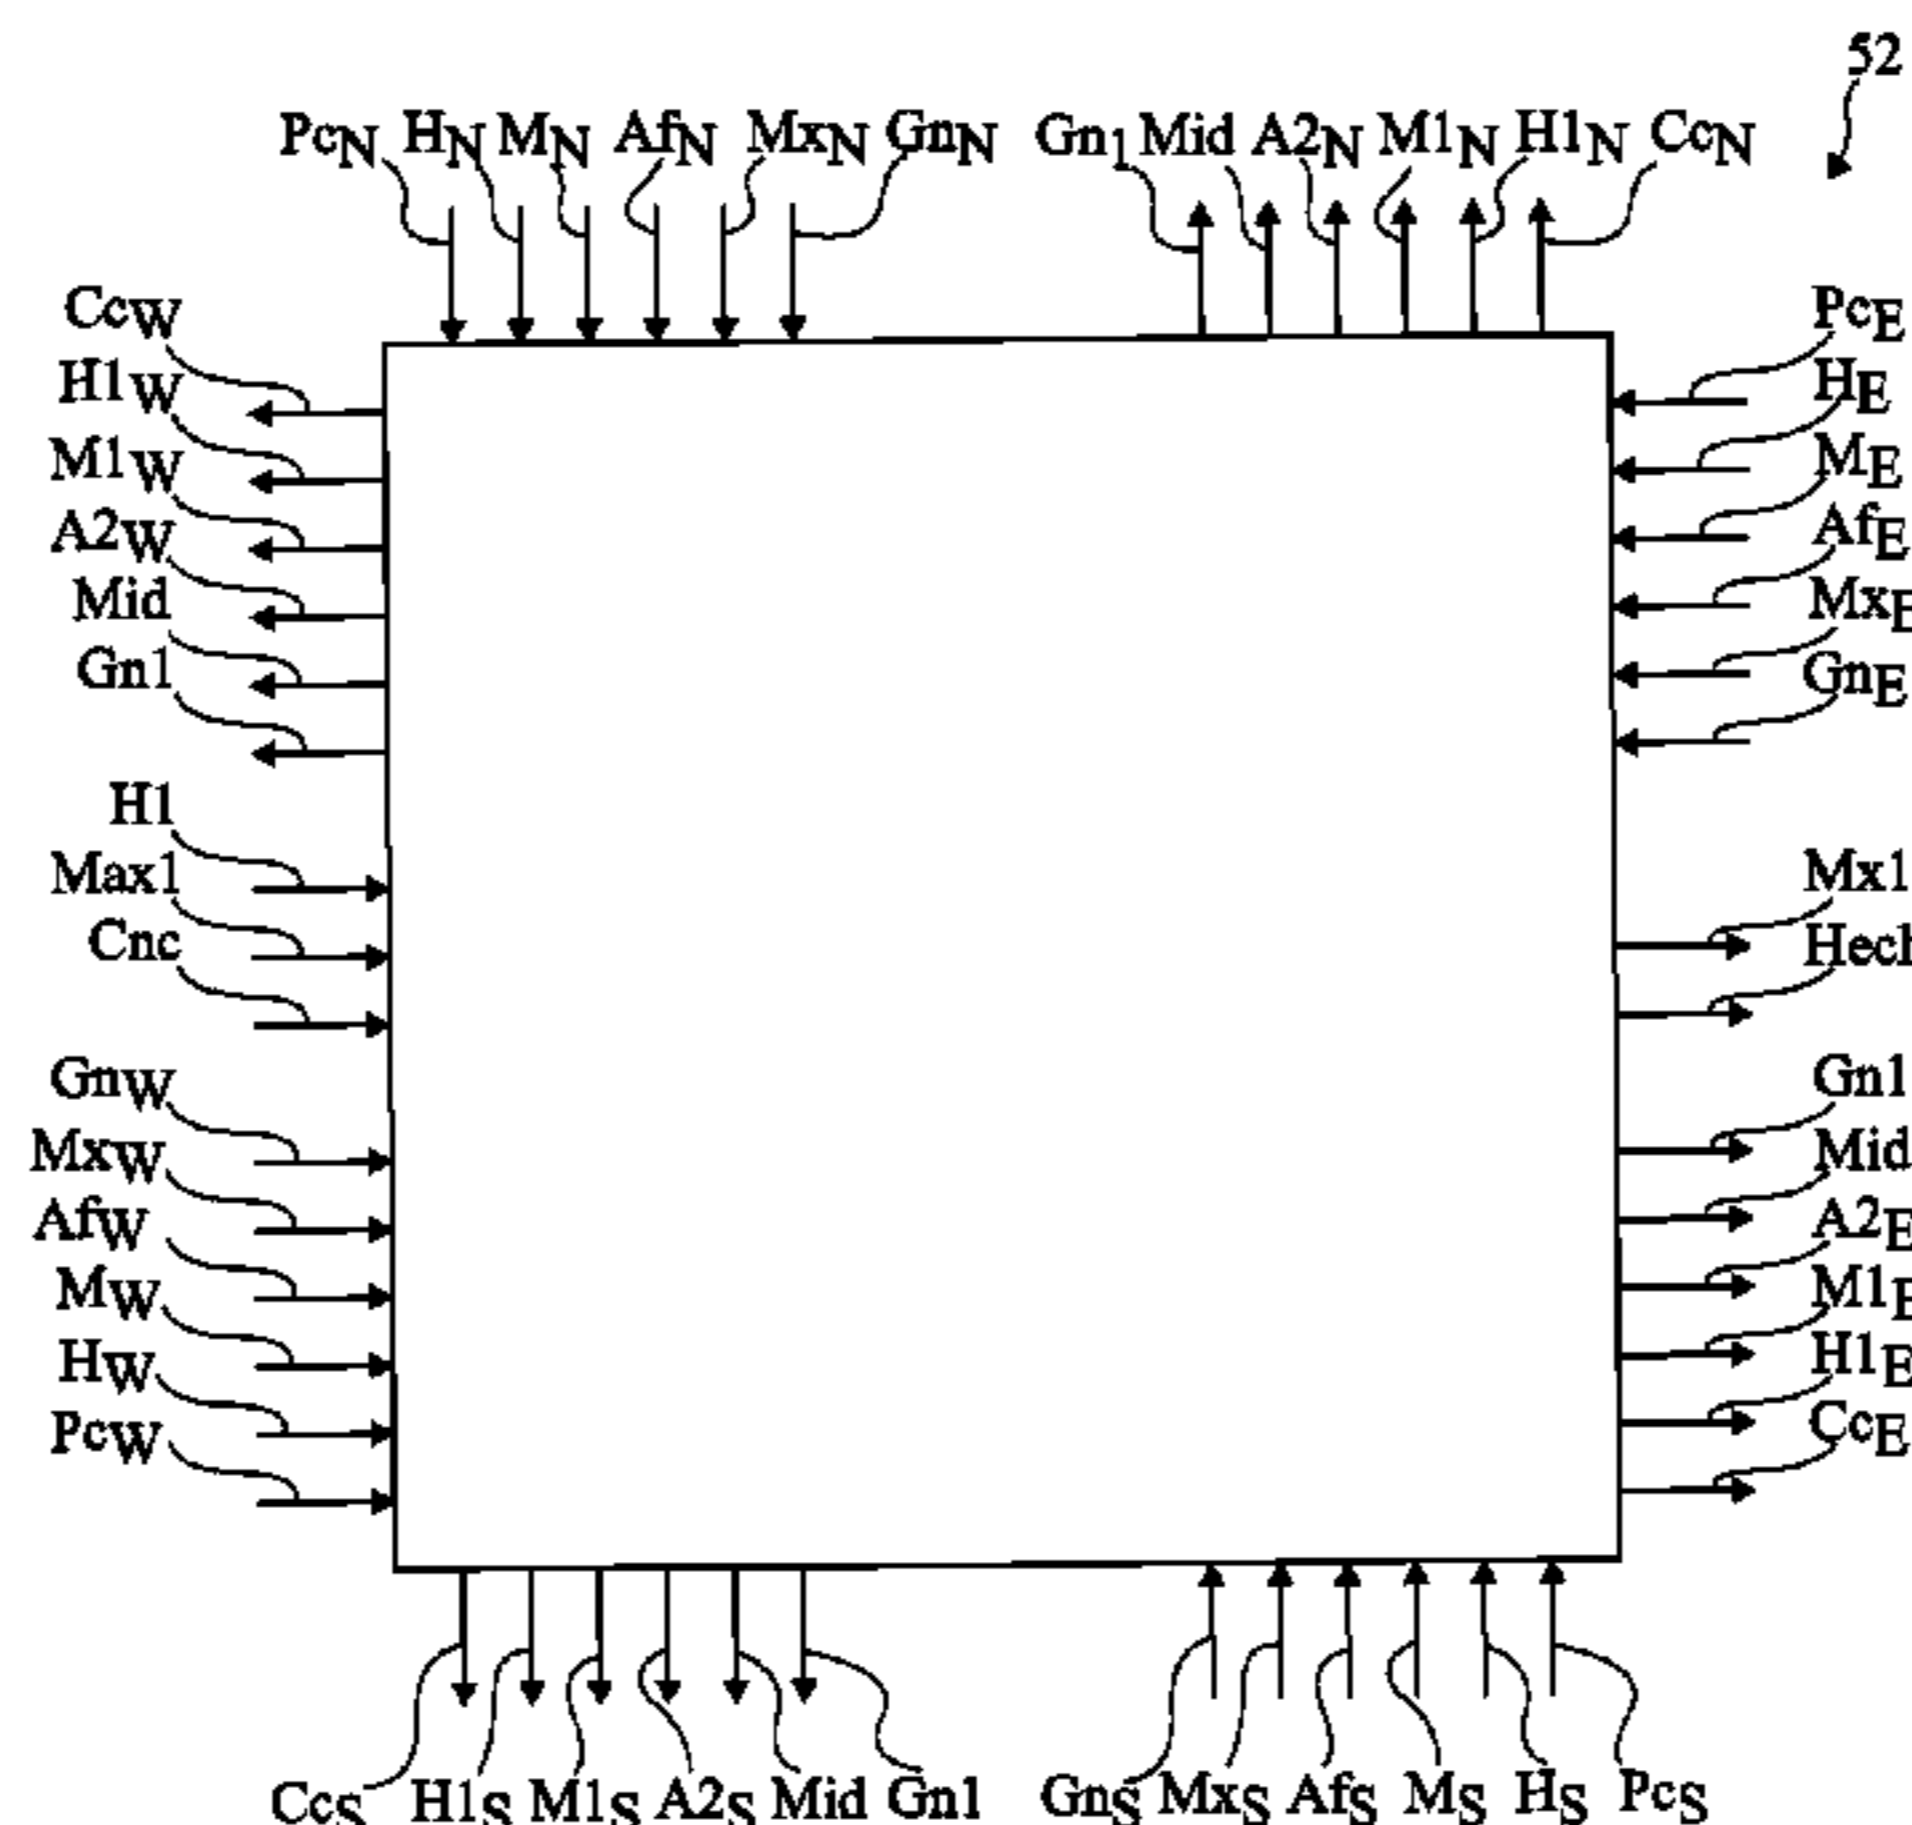 52
PcN HN MN AfN MxN GnN Gn1 Mid A2N M1N H1N CcN
CcW
H1W
M1W
A2W
Mid
Gn1
H1
Max1
Cnc
GnW
MxW
AfW
MW
HW
PcW
PcE
HE
ME
AfE
MxE
GnE
Mx1
Hech
Gn1
Mid
A2E
M1E
H1E
CcE
CcS H1S M1S A2S Mid Gn1 GnS MxS AfS MS HS PcS